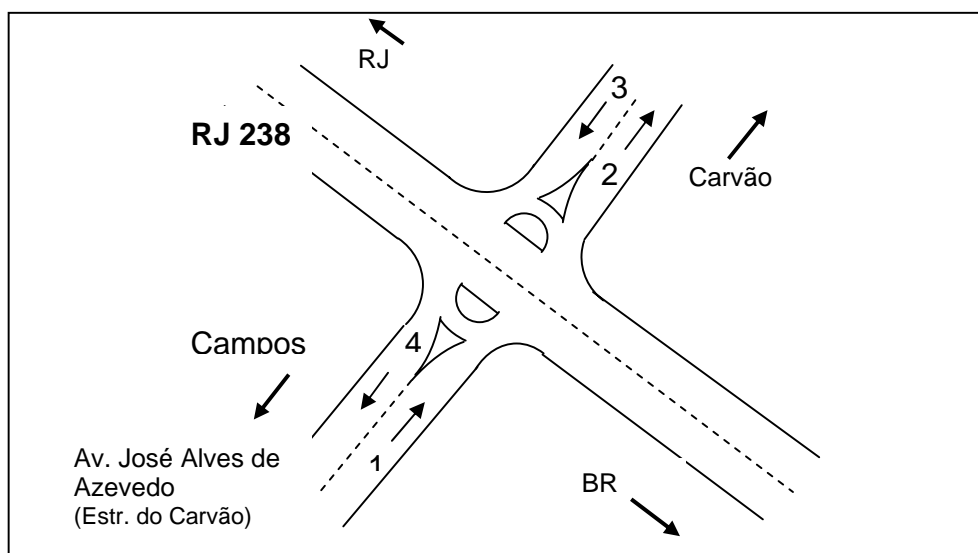 RJ
3
RJ 238
2
Carvão
4
Campos
Av. José Alves de
Azevedo
(Estr. do Carvão)
1
BR